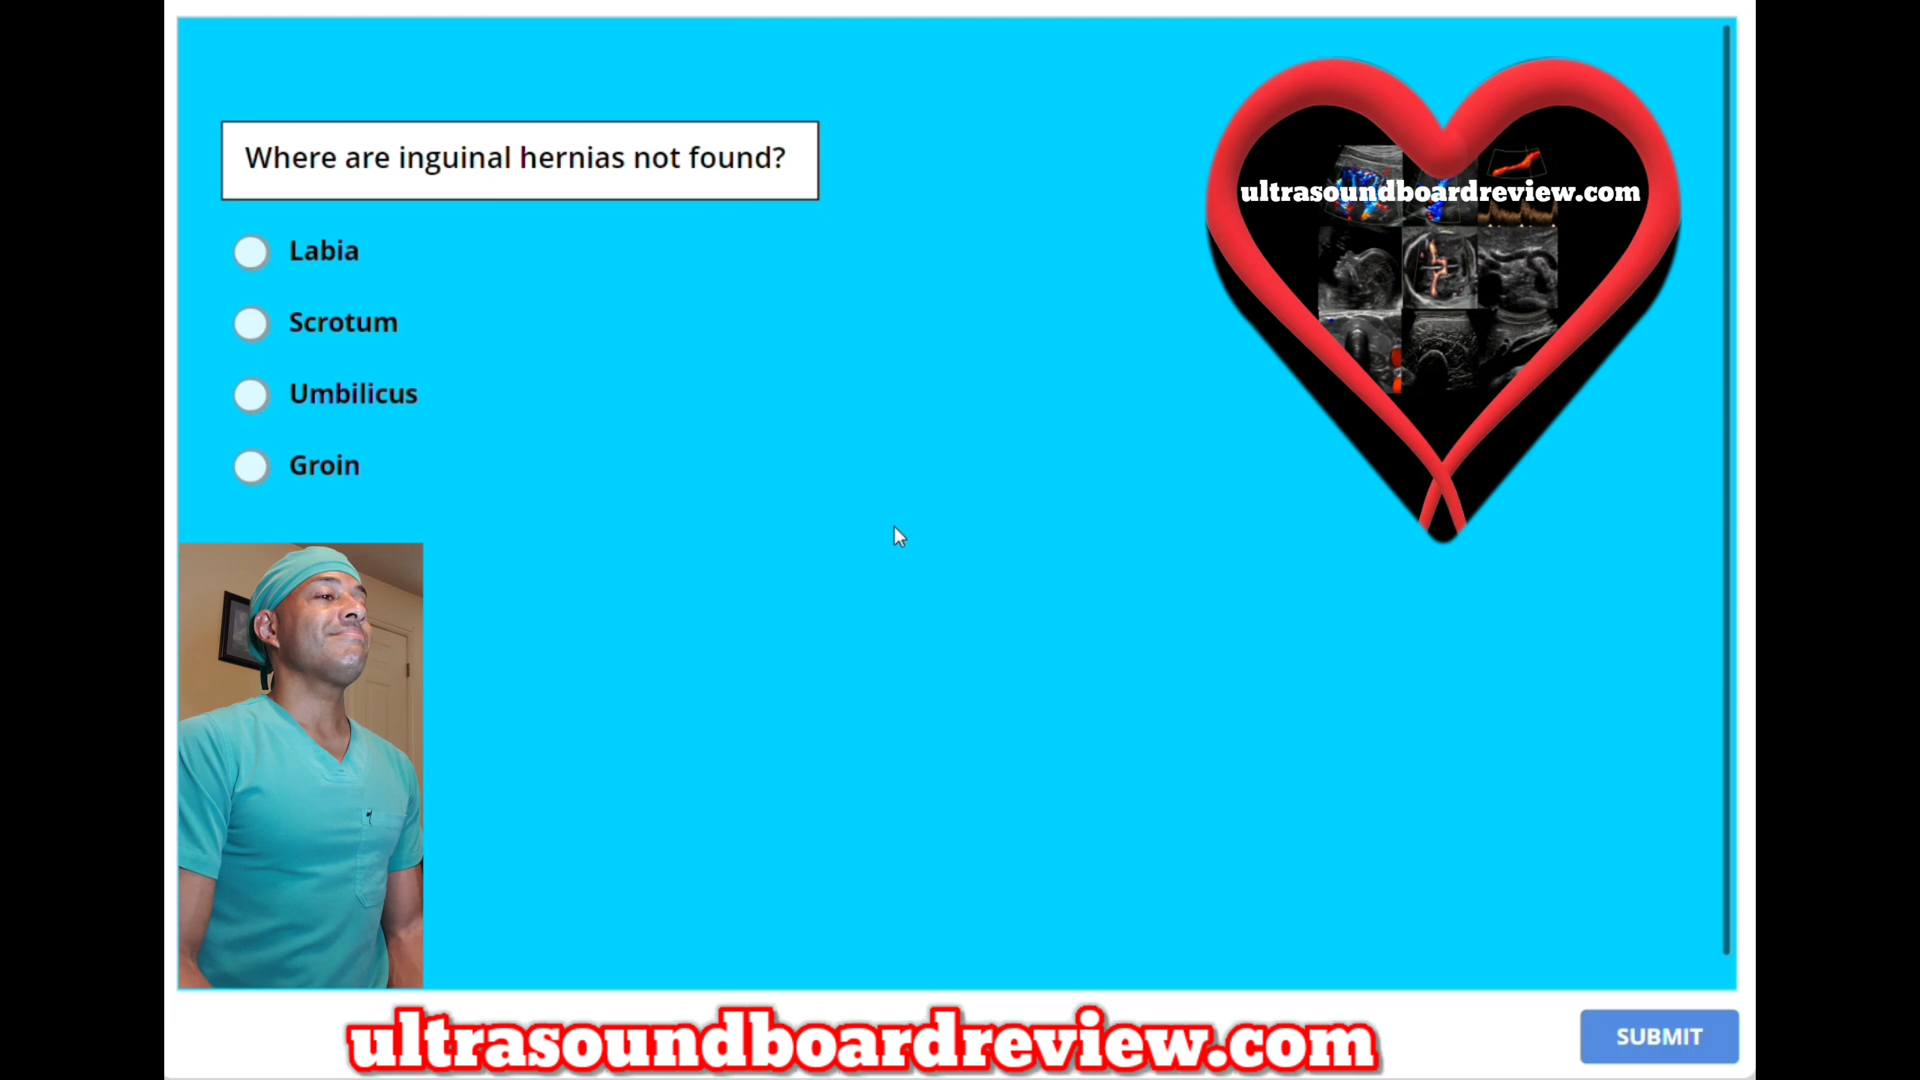 Where are inguinal hernias not found?
ultrasoundboardreview.com
Labia
Scrotum
Umbilicus
Groin
ultrasoundboardreview.com
SUBMIT